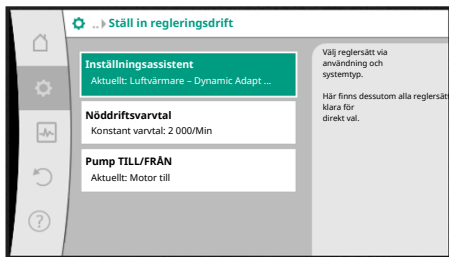 .. Ställ in regleringsdrift
Inställningsassistent
Aktuellt: Luftvärmare – Dynamic Adapt ...
Nöddriftsvarvtal
Konstant varvtal: 2 000/Min
Pump TILL/FRÅN
Aktuellt: Motor till
Välj reglersätt via
användning och
systemtyp.
Här finns dessutom alla reglersätt
klara för
direkt val.
?